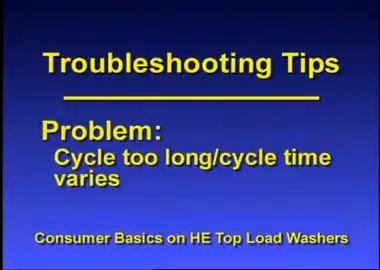 Troubleshooting Tips
Problem:
Cycle too long/cycle time
varies
Consumer Basics on HE Top Load Washers